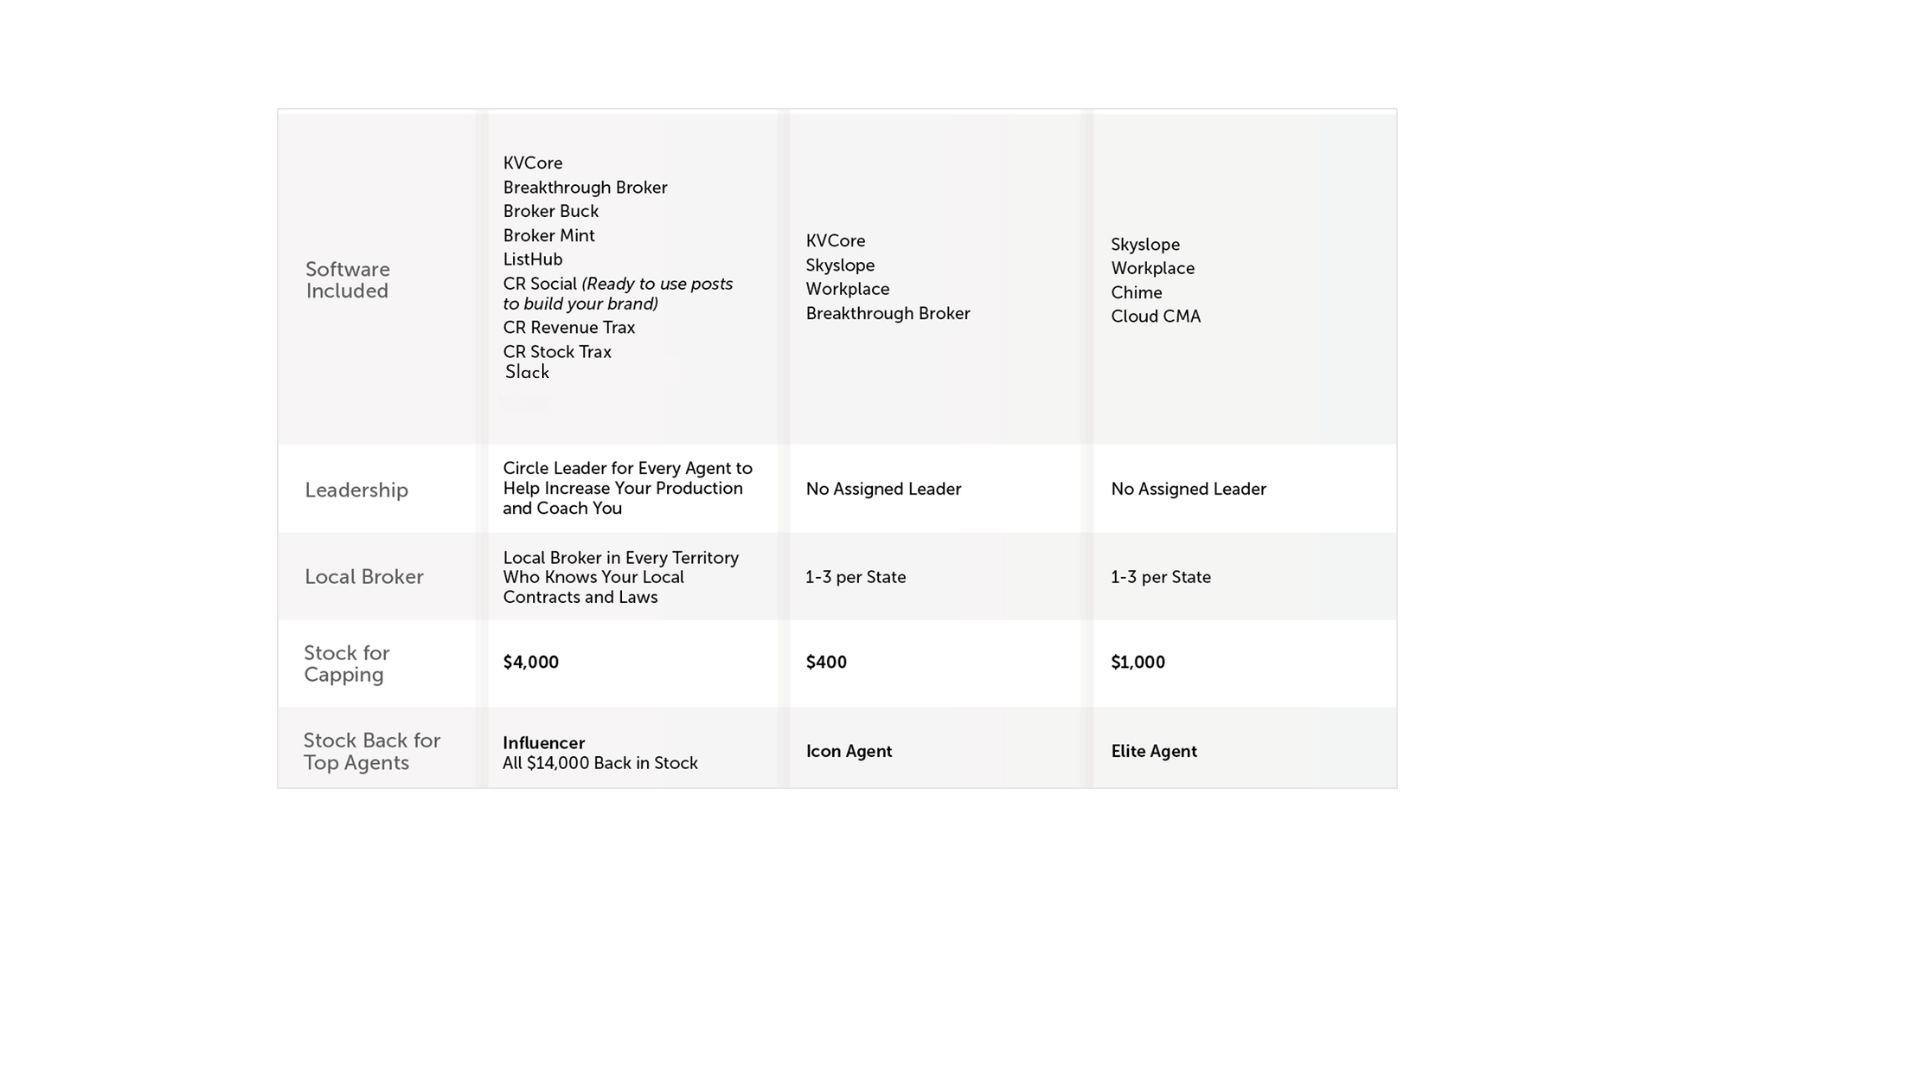 Software
Included
KVCore
Breakthrough Broker
Broker Buck
Broker Mint
ListHub
CR Social (Ready to use posts
to build your brand)
CR Revenue Trax
CR Stock Trax
Slack
KVCore
Skyslope
Workplace
Breakthrough Broker
Skyslope
Workplace
Chime
Cloud CMA
Leadership
Circle Leader for Every Agent to
Help Increase Your Production
and Coach You
No Assigned Leader
No Assigned Leader
Local Broker
Local Broker in Every Territory
Who Knows Your Local
Contracts and Laws
1-3 per State
1-3 per State
Stock for
Capping
$4,000
$400
$1,000
Stock Back for
Top Agents
Influencer
All $14,000 Back in Stock
Icon Agent
Elite Agent